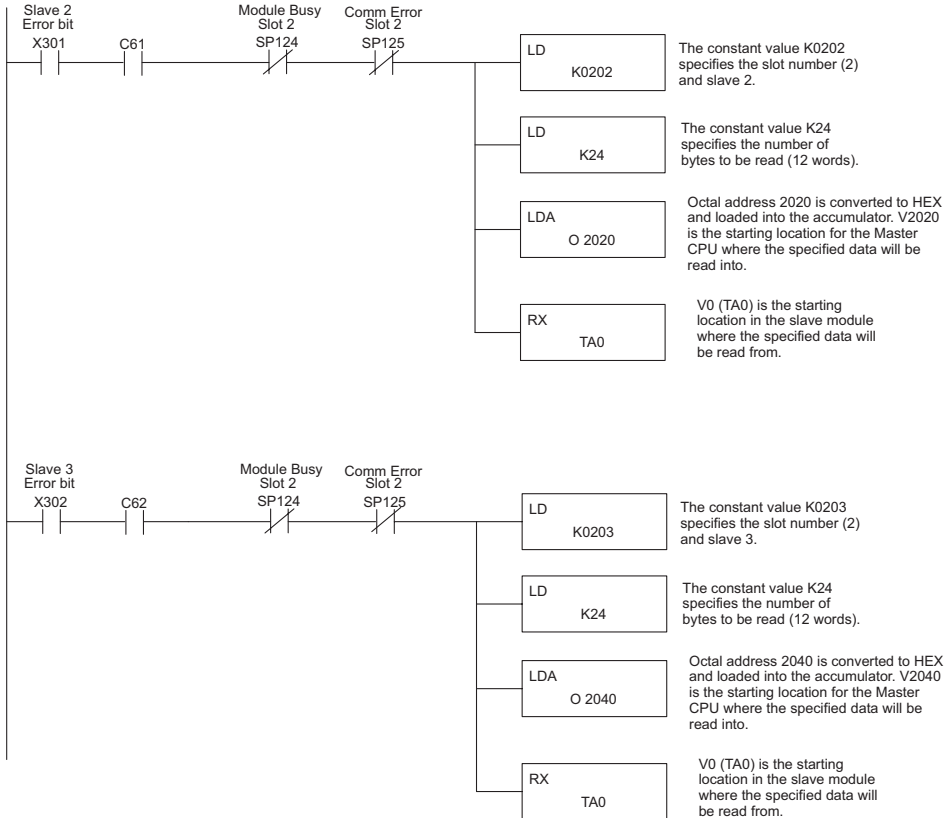 Slave 2
Error bit
X301
C61
Module Busy
Slot 2
SP124
Comm Error
Slot 2
SP125
LD
K0202
The constant value K0202
specifies the slot number (2)
and slave 2.
LD
K24
The constant value K24
specifies the number of
bytes to be read (12 words).
LDA
O 2020
Octal address 2020 is converted to HEX
and loaded into the accumulator. V2020
is the starting location for the Master
CPU where the specified data will be
read into.
RX
TA0
V0 (TA0) is the starting
location in the slave module
where the specified data will
be read from.
Slave 3
Error bit
X302
C62
Module Busy
Slot 2
SP124
Comm Error
Slot 2
SP125
LD
K0203
The constant value K0203
specifies the slot number (2)
and slave 3.
LD
K24
The constant value K24
specifies the number of
bytes to be read (12 words).
LDA
O 2040
Octal address 2040 is converted to HEX
and loaded into the accumulator. V2040
is the starting location for the Master
CPU where the specified data will be
read into.
RX
TA0
V0 (TA0) is the starting
location in the slave module
where the specified data will
be read from.